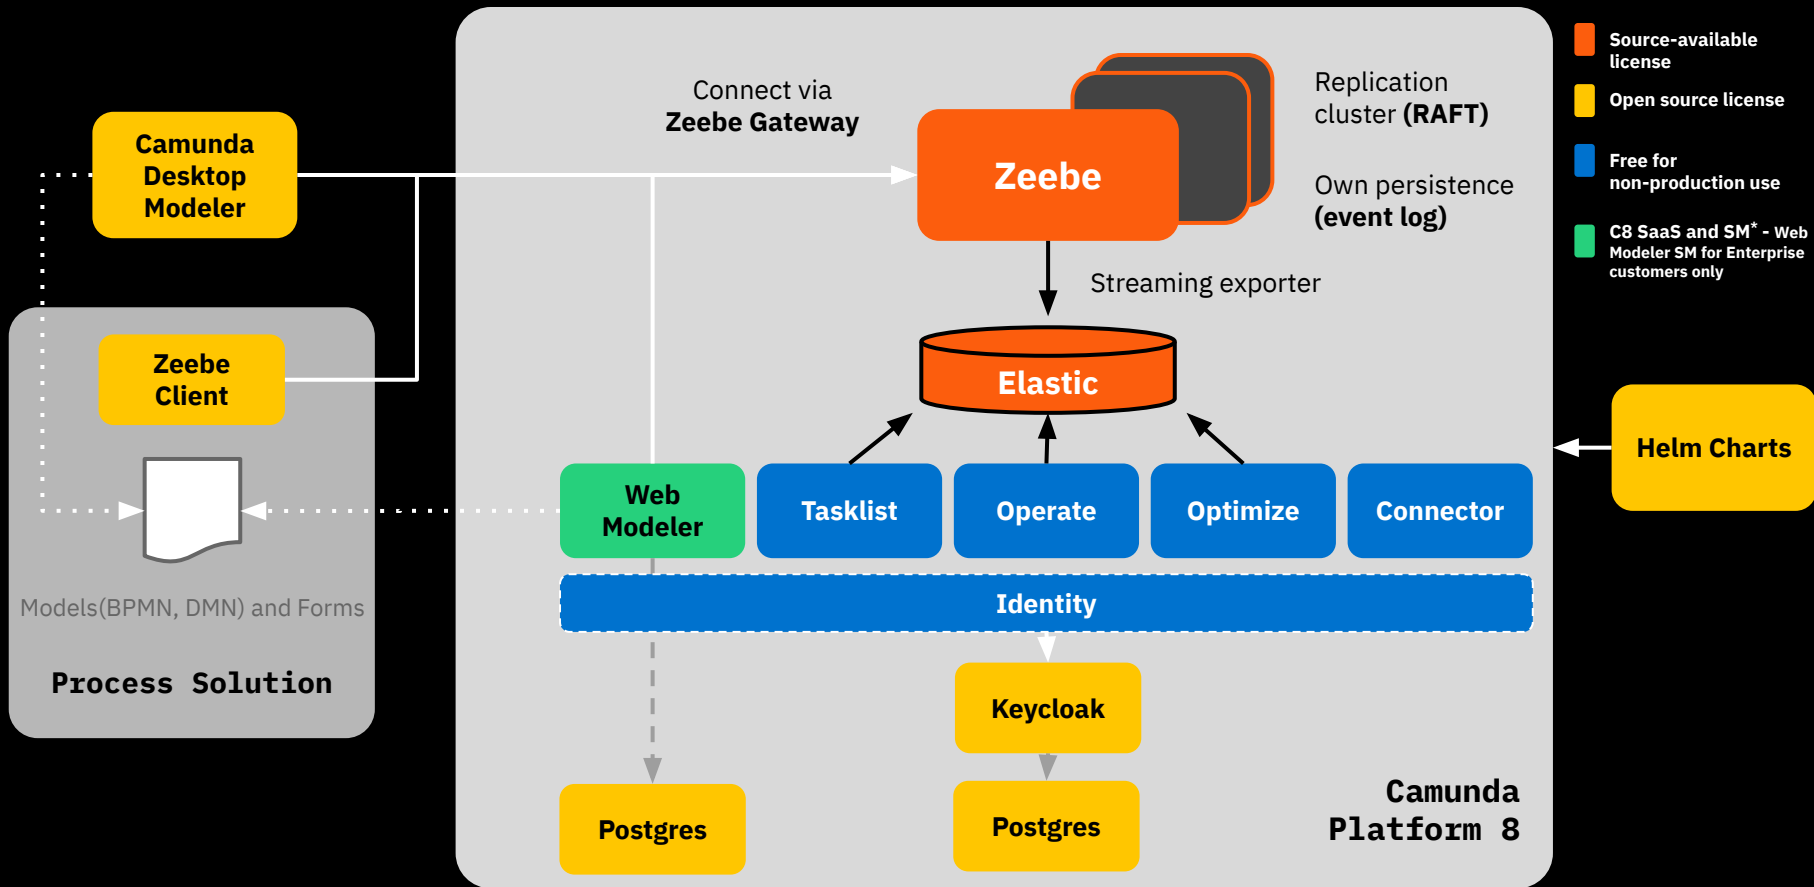 Source-available
license
Open source license
Free for
non-production use
C8 SaaS and SM* - Web
Modeler SM for Enterprise
customers only
Connect via
Zeebe Gateway
Replication
cluster (RAFT)
Own persistence
(event log)
Camunda
Desktop
Modeler
Zeebe
Streaming exporter
Zeebe
Client
Elastic
Helm Charts
Web
Modeler
Tasklist
Operate
Optimize
Connector
Identity
Models(BPMN, DMN) and Forms
Process Solution
Keycloak
Postgres
Postgres
Camunda
Platform 8